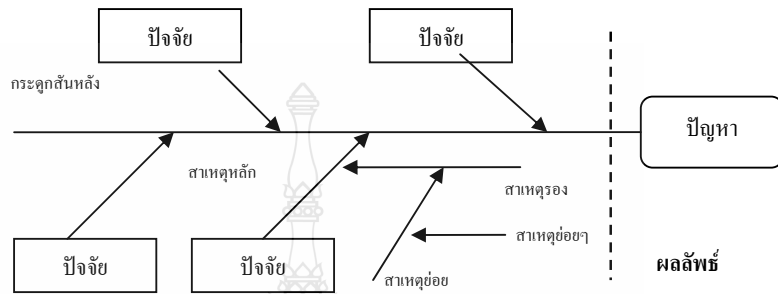 ปัจจัย
ปัจจัย
กระดูกสันหลัง
ปัญหา
สาเหตุหลัก
สาเหตุรอง
สาเหตุย่อยๆ
ปัจจัย
ปัจจัย
สาเหตุย่อย
ผลลัพธ์